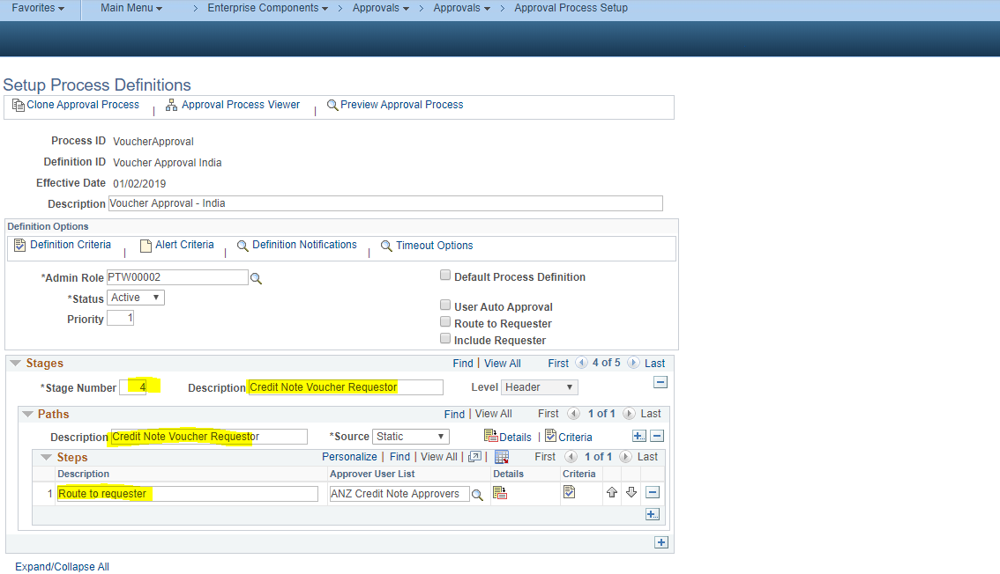 Favorites Main Menu > Enterprise Components > Approvals > Approvals > Approval Process Setup
Setup Process Definitions
Clone Approval Process | Approval Process Viewer | Preview Approval Process
Process ID VoucherApproval
Definition ID Voucher Approval India
Effective Date 01/02/2019
Description Voucher Approval - India
Definition Options
Definition Criteria | Alert Criteria | Definition Notifications | Timeout Options
*Admin Role PTW00002 Default Process Definition
*Status Active
User Auto Approval
Priority 1
Route to Requester
Include Requester
Stages Find | View All First 4 of 5 Last
*Stage Number 4 Description Credit Note Voucher Requestor Level Header
Paths Find | View All First 1 of 1 Last
Description Credit Note Voucher Requestor *Source Static Details | Criteria
Steps Personalize | Find | View All | | First 1 of 1 Last
Description Approver User List Details Criteria
1 Route to requester ANZ Credit Note Approvers
Expand/Collapse All